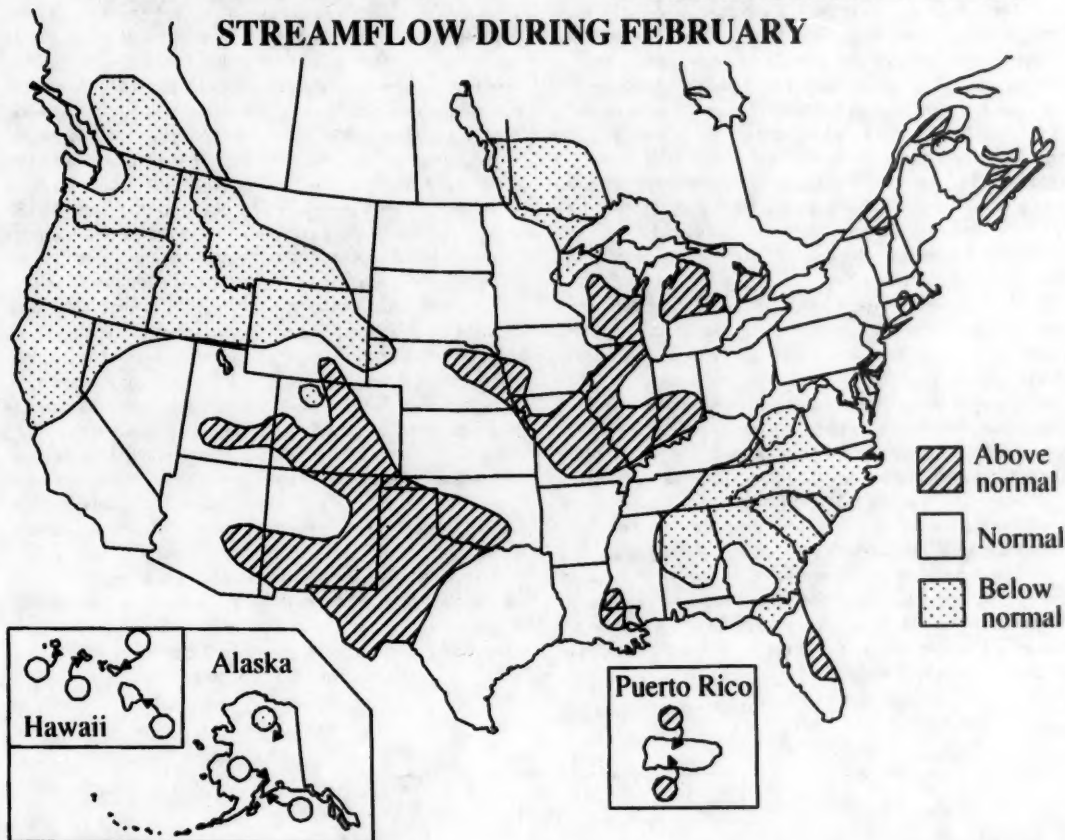 STREAMFLOW DURING FEBRUARY
Above
normal
Normal
Below
normal
Alaska
Hawaii
Puerto Rico